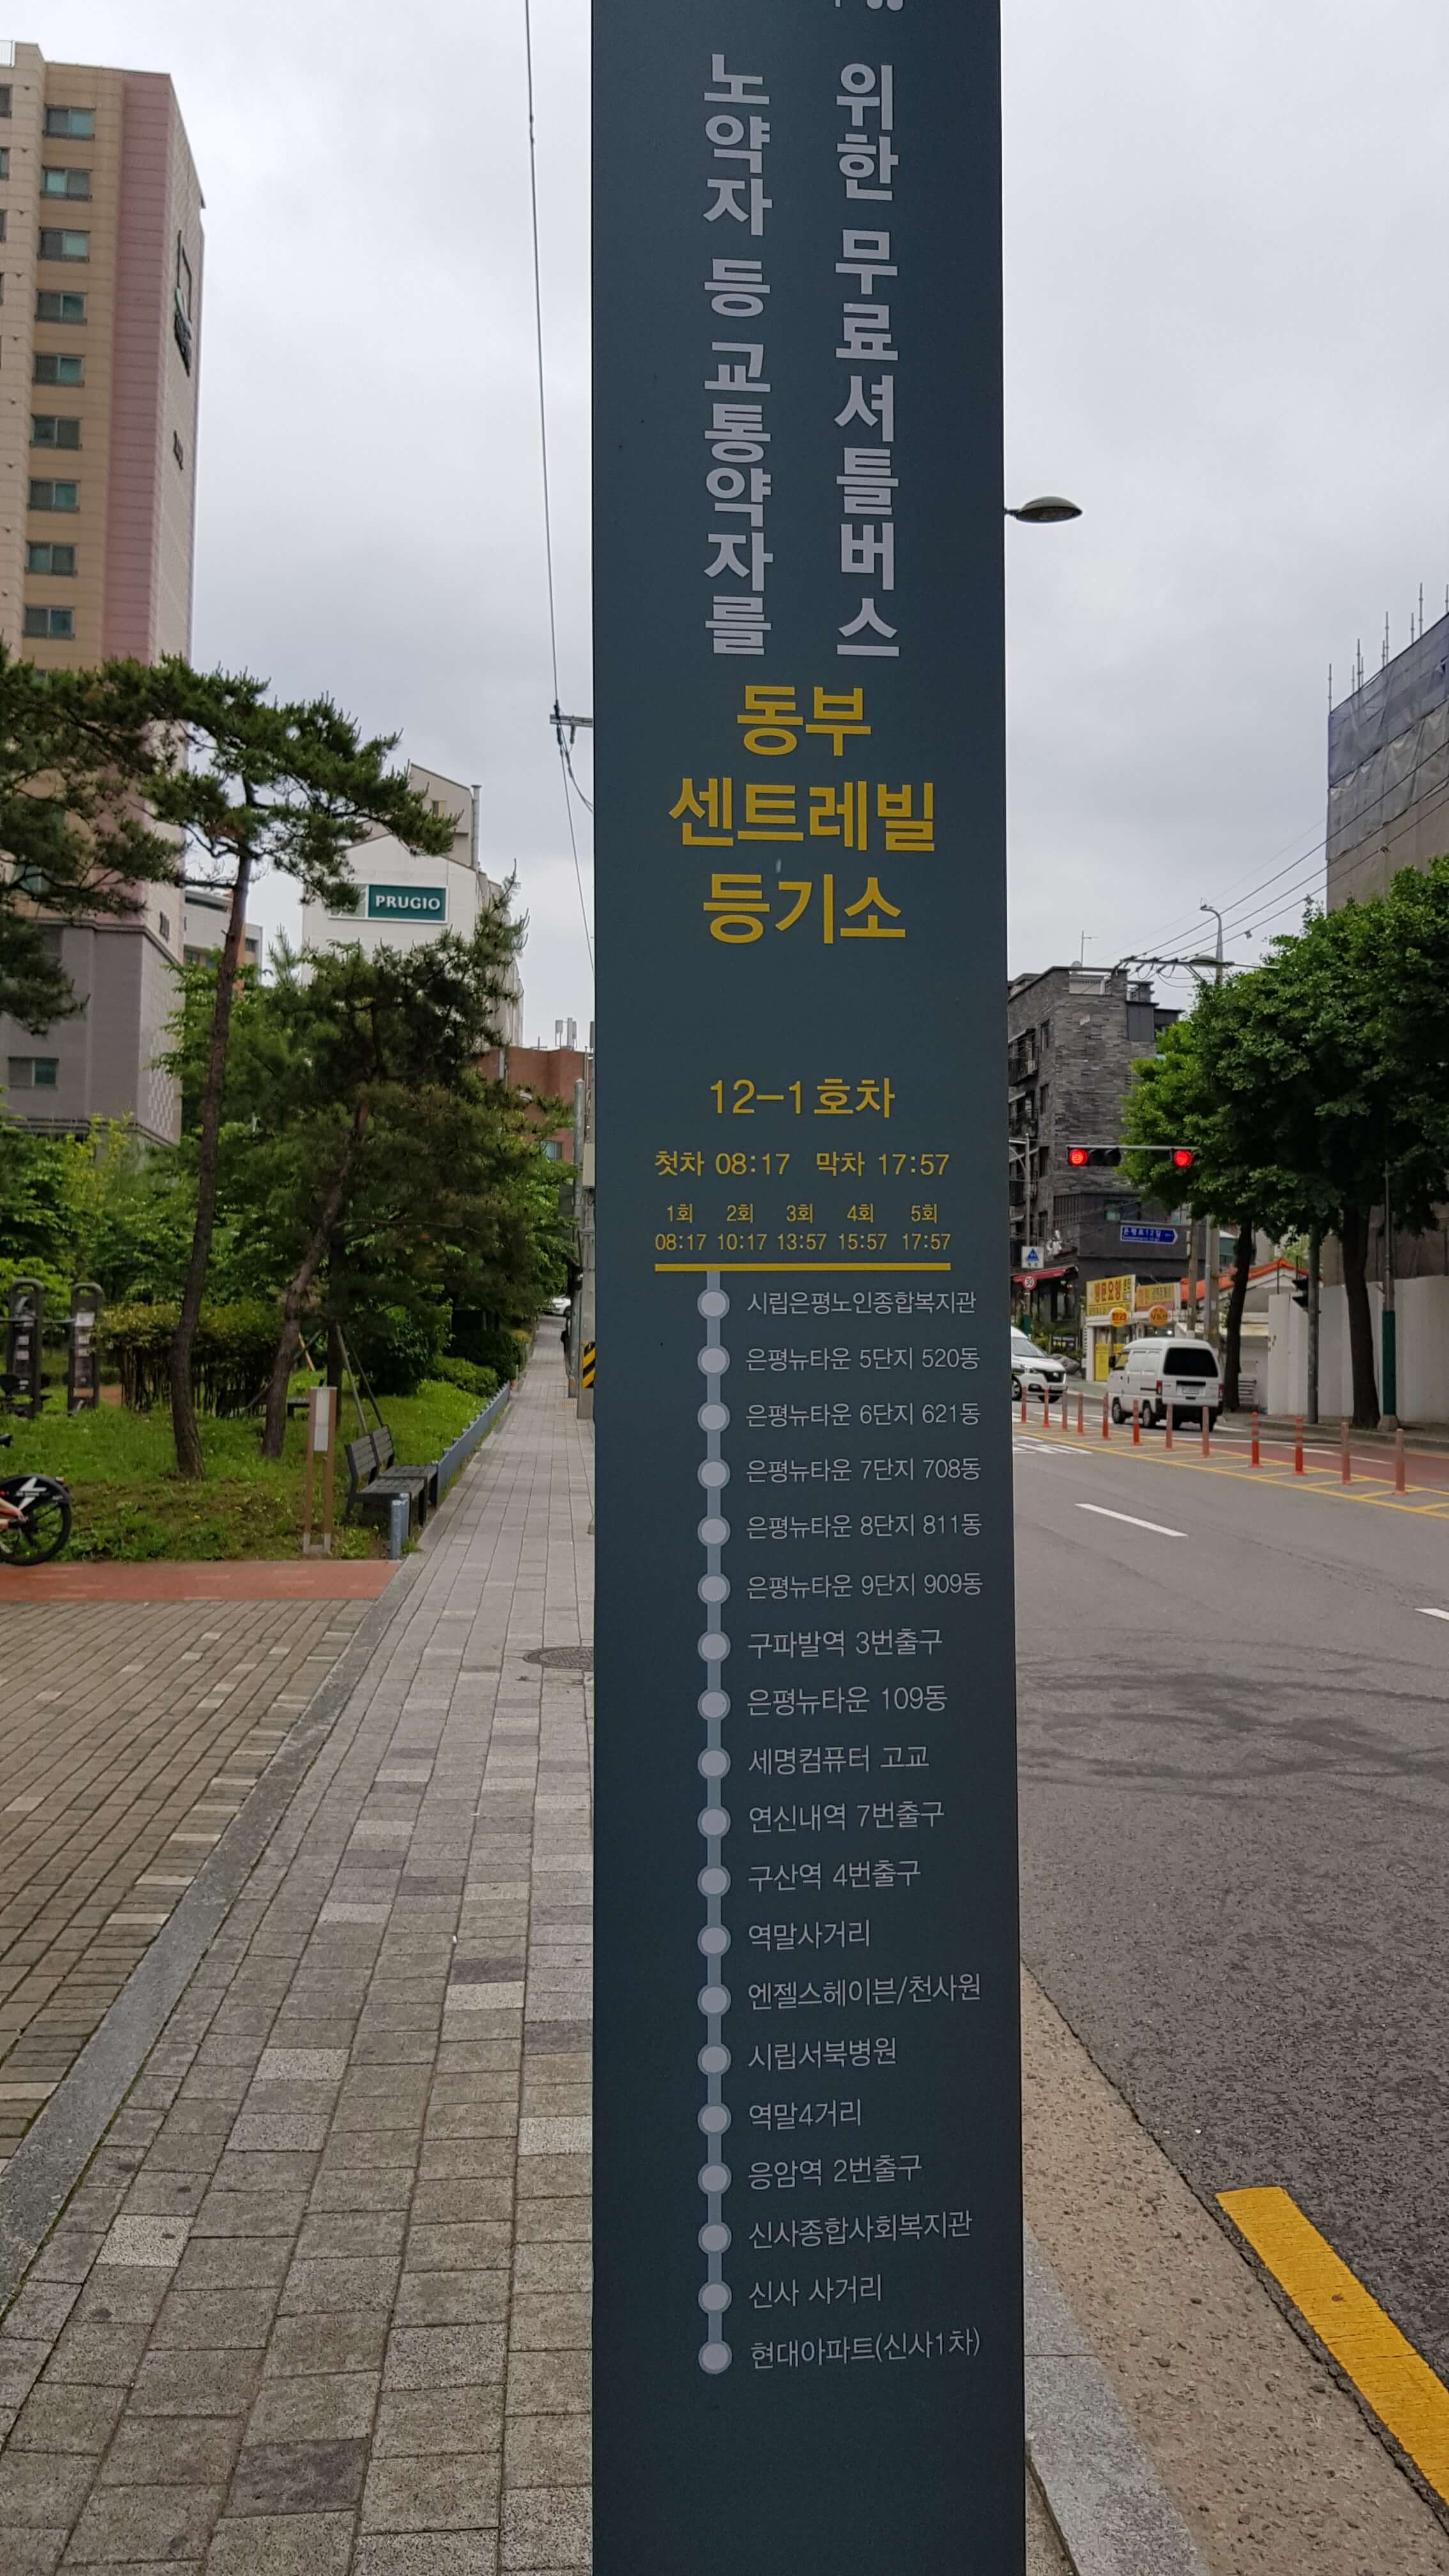 노약자 등 교통약자를
위한 무료셔틀버스
동부
센트레빌
등기소
12-1호차
첫차 08:17 막차 17:57
1회 2회 3회 4회 5회
08:17 10:17 13:57 15:57 17:57
시립은평노인종합복지관
은평뉴타운 5단지 520동
은평뉴타운 6단지 621동
은평뉴타운 7단지 708동
은평뉴타운 8단지 811동
은평뉴타운 9단지 909동
구파발역 3번출구
은평뉴타운 109동
세명컴퓨터 고교
연신내역 7번출구
구산역 4번출구
역말사거리
엔젤스헤이븐/천사원
시립서북병원
역말4거리
응암역 2번출구
신사종합사회복지관
신사 사거리
현대아파트(신사1차)
PRUGIO
30